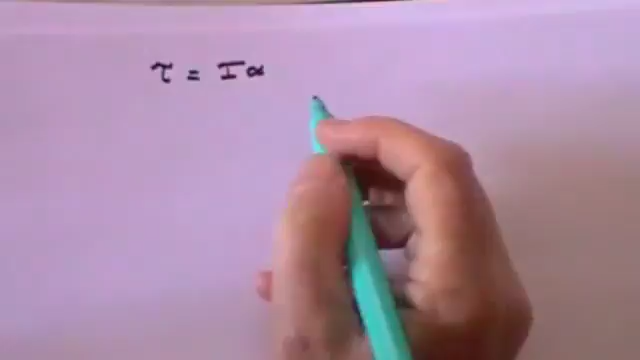 τ = Iα